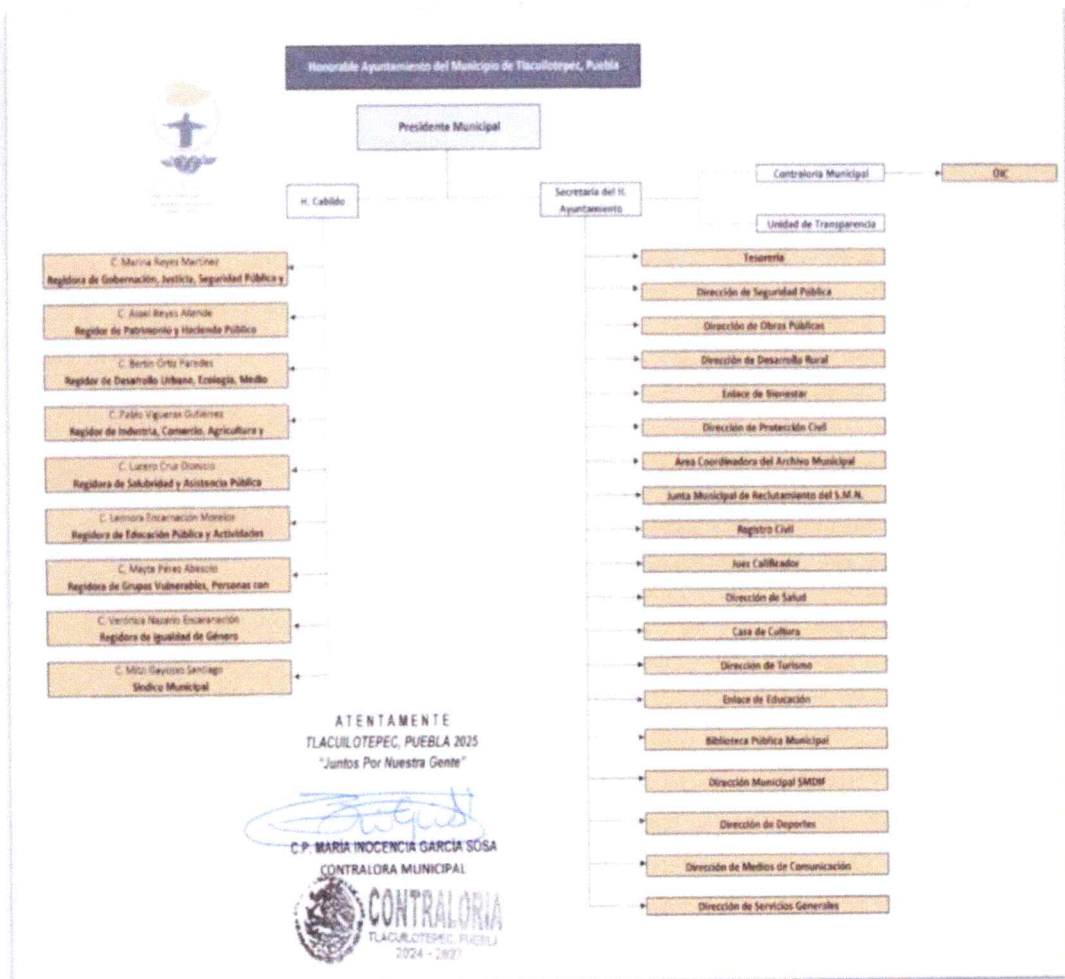 Honorable Ayuntamiento del Municipio de Tlacuilotepec, Puebla
Presidente Municipal
H. Cabildo
Secretaría del H.
Ayuntamiento
Contraloría Municipal
OIC
Unidad de Transparencia
C. Marina Reyes Martínez
Regidora de Gobernación, Justicia, Seguridad Pública y
C. Asael Reyes Allende
Regidor de Patrimonio y Hacienda Público
C. Bertín Ortiz Paredes
Regidor de Desarrollo Urbano, Ecología, Medio
C. Pablo Vigueras Gutiérrez
Regidor de Industria, Comercio, Agricultura y
C. Lucero Cruz Dionicio
Regidora de Salubridad y Asistencia Pública
C. Leonora Encarnación Morelos
Regidora de Educación Pública y Actividades
C. Mayta Pérez Abasolo
Regidora de Grupos Vulnerables, Personas con
C. Verónica Nazario Encaranación
Regidora de Igualdad de Género
C. Mitzi Gayosso Santiago
Síndico Municipal
Tesorería
Dirección de Seguridad Pública
Dirección de Obras Públicas
Dirección de Desarrollo Rural
Enlace de Bienestar
Dirección de Protección Civil
Área Coordinadora del Archivo Municipal
Junta Municipal de Reclutamiento del S.M.N.
Registro Civil
Juez Calificador
Dirección de Salud
Casa de Cultura
Dirección de Turismo
Enlace de Educación
Biblioteca Pública Municipal
Dirección Municipal SMDIF
Dirección de Deportes
Dirección de Medios de Comunicación
Dirección de Servicios Generales
ATENTAMENTE
TLACUILOTEPEC, PUEBLA 2025
"Juntos Por Nuestra Gente"
C.P. MARÍA INOCENCIA GARCÍA SOSA
CONTRALORA MUNICIPAL
CONTRALORIA
TLACUILOTEPEC, PUEBLA
2024 - 2027